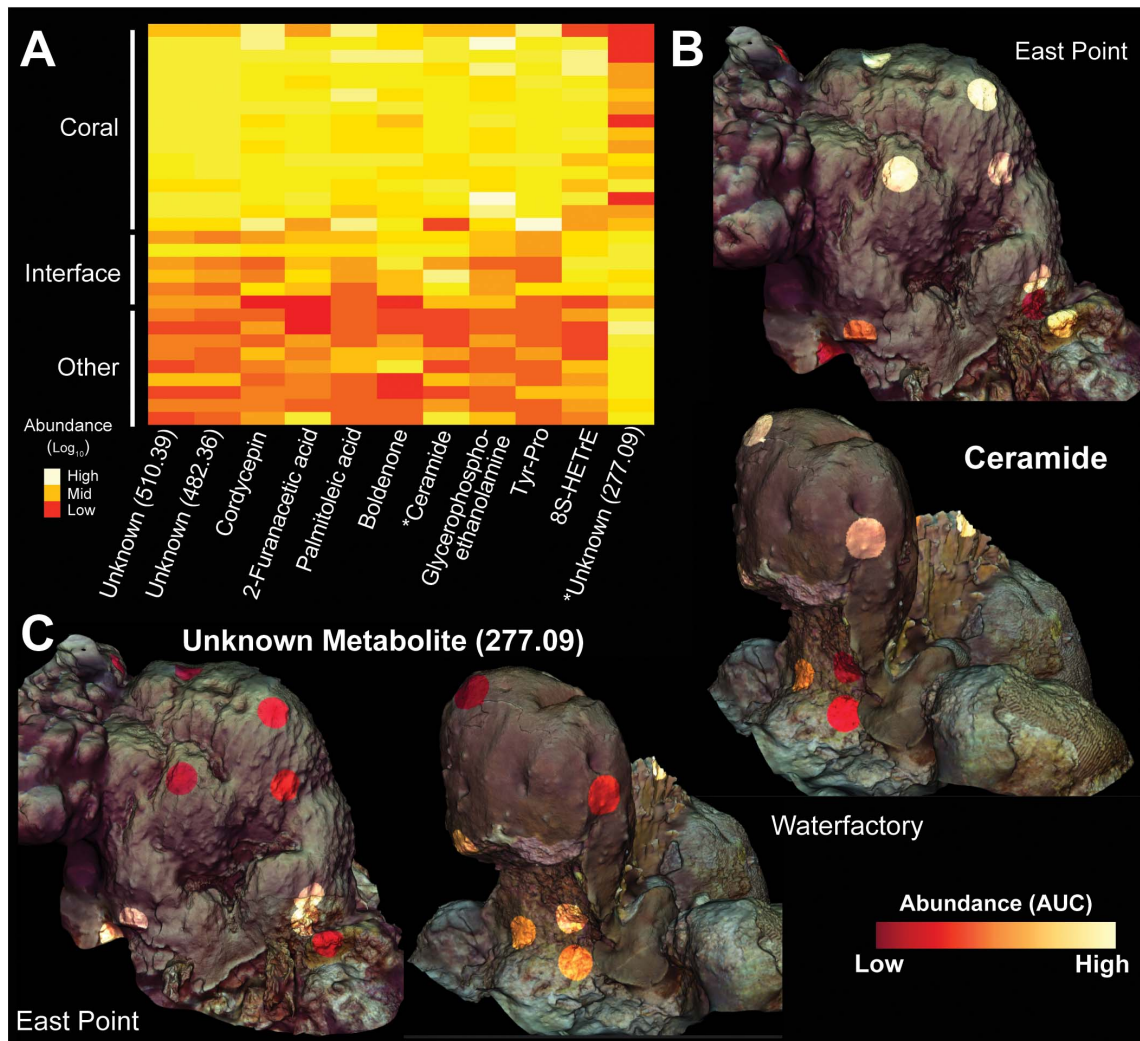 A
Coral
Interface
Other
Abundance
(Log₁₀)
High
Mid
Low
Unknown (510.39)
Unknown (482.36)
Cordycepin
2-Furanacetic acid
Palmitoleic acid
Boldenone
*Ceramide
Glycerophospho-
ethanolamine
Tyr-Pro
8S-HETrE
*Unknown (277.09)
B
East Point
Ceramide
Waterfactory
C
Unknown Metabolite (277.09)
East Point
Abundance (AUC)
Low
High